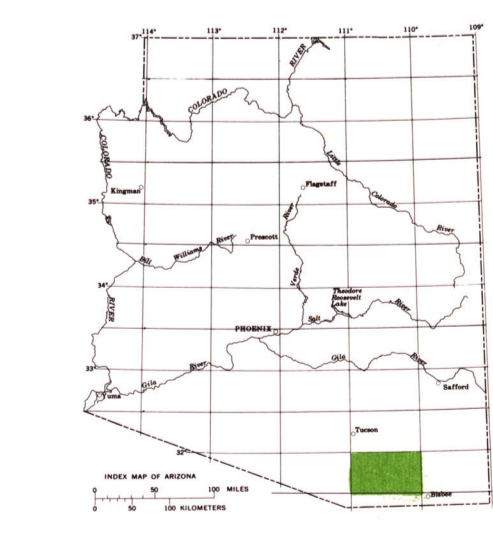 114° 113° 112° 111° 110° 109°
37°
RIVER
COLORADO
36°
COLORADO
Little
Kingman
Flagstaff
Colorado
35°
River
River
Prescott
Bill Williams River
34°
Verde
Theodore
Roosevelt
Lake
RIVER
Salt River
PHOENIX
Gila River
33°
Gila River
Safford
Yuma
Tucson
32°
INDEX MAP OF ARIZONA
0 50 100 MILES
0 50 100 KILOMETERS
Bisbee